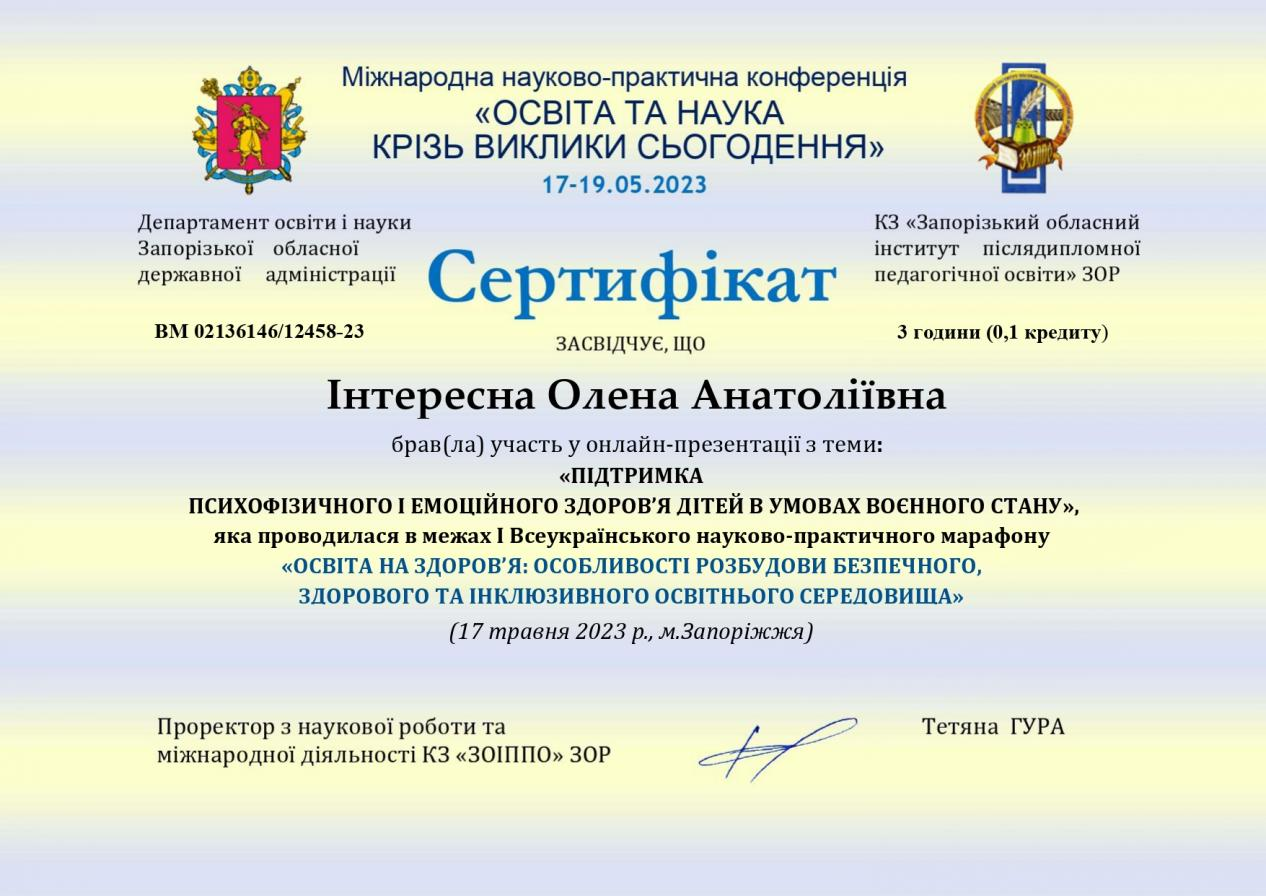 Міжнародна науково-практична конференція
«ОСВІТА ТА НАУКА
КРІЗЬ ВИКЛИКИ СЬОГОДЕННЯ»
17-19.05.2023
Департамент освіти і науки
Запорізької обласної
державної адміністрації
КЗ «Запорізький обласний
інститут післядипломної
педагогічної освіти» ЗОР
ЗОІППО
Сертифікат
ВМ 02136146/12458-23
3 години (0,1 кредиту)
ЗАСВІДЧУЄ, ЩО
Інтересна Олена Анатоліївна
брав(ла) участь у онлайн-презентації з теми:
«ПІДТРИМКА
ПСИХОФІЗИЧНОГО І ЕМОЦІЙНОГО ЗДОРОВ’Я ДІТЕЙ В УМОВАХ ВОЄННОГО СТАНУ»,
яка проводилася в межах І Всеукраїнського науково-практичного марафону
«ОСВІТА НА ЗДОРОВ’Я: ОСОБЛИВОСТІ РОЗБУДОВИ БЕЗПЕЧНОГО,
ЗДОРОВОГО ТА ІНКЛЮЗИВНОГО ОСВІТНЬОГО СЕРЕДОВИЩА»
(17 травня 2023 р., м.Запоріжжя)
Проректор з наукової роботи та
міжнародної діяльності КЗ «ЗОІППО» ЗОР
Тетяна ГУРА